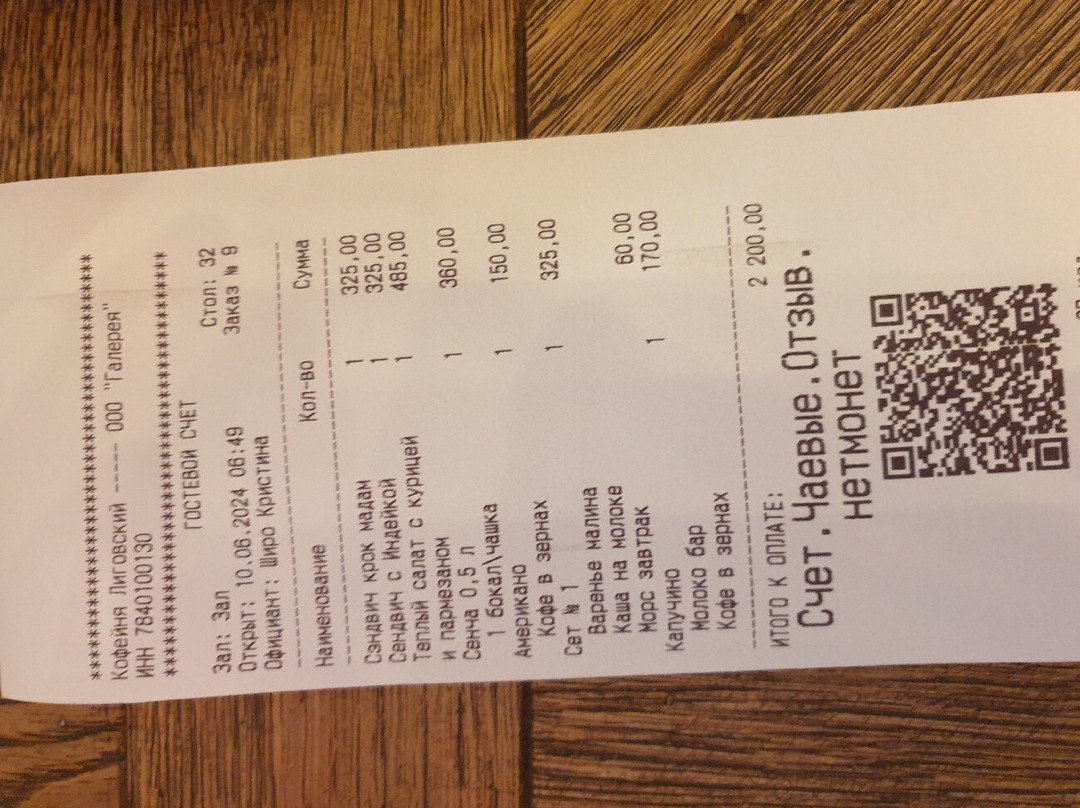 ****************************************
Кофейня Лиговский ----- ООО "Галерея"
ИНН 7840100130
****************************************
ГОСТЕВОЙ СЧЕТ
Зал: Зал Стол: 32
Открыт: 10.06.2024 06:49 Заказ № 9
Официант: Широ Кристина
Наименование Кол-во Сумма
Сэндвич крок мадам 1 325,00
Сендвич с Индейкой 1 325,00
Теплый салат с курицей 1 485,00
и пармезаном
Сенча 0,5 л 1 360,00
1 бокал\чашка
Американо 1 150,00
Кофе в зернах
Сет № 1 1 325,00
Варенье малина
Каша на молоке
Морс завтрак 60,00
Капучино 1 170,00
Молоко бар
Кофе в зернах
ИТОГО К ОПЛАТЕ: 2 200,00
Счет.Чаевые.Отзыв.
нетмонет